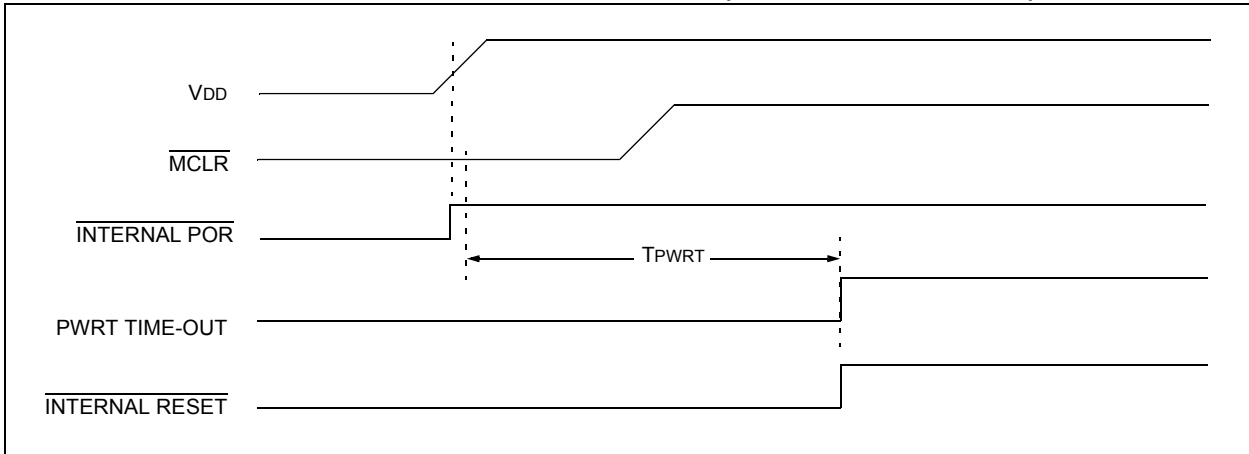 VDD
MCLR
INTERNAL POR
TPWRT
PWRT TIME-OUT
INTERNAL RESET